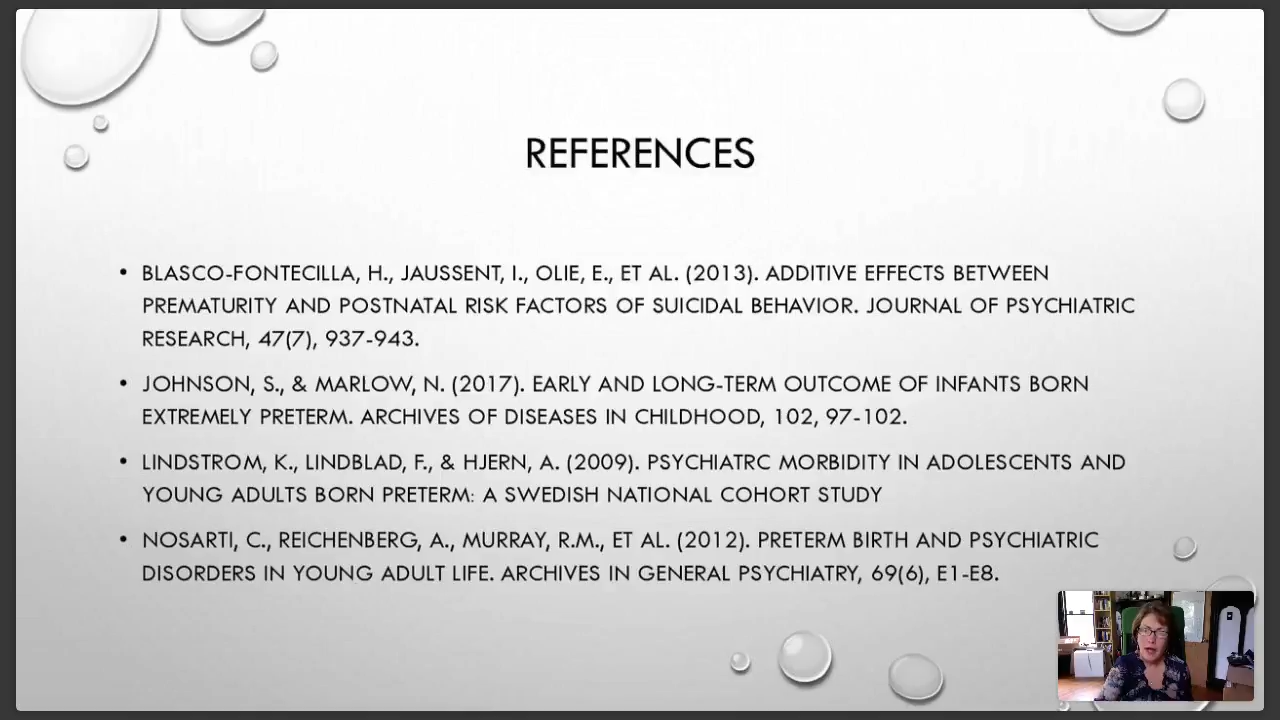 REFERENCES
• BLASCO-FONTECILLA, H., JAUSSENT, I., OLIE, E., ET AL. (2013). ADDITIVE EFFECTS BETWEEN
PREMATURITY AND POSTNATAL RISK FACTORS OF SUICIDAL BEHAVIOR. JOURNAL OF PSYCHIATRIC
RESEARCH, 47(7), 937-943.
• JOHNSON, S., & MARLOW, N. (2017). EARLY AND LONG-TERM OUTCOME OF INFANTS BORN
EXTREMELY PRETERM. ARCHIVES OF DISEASES IN CHILDHOOD, 102, 97-102.
• LINDSTROM, K., LINDBLAD, F., & HJERN, A. (2009). PSYCHIATRC MORBIDITY IN ADOLESCENTS AND
YOUNG ADULTS BORN PRETERM: A SWEDISH NATIONAL COHORT STUDY
• NOSARTI, C., REICHENBERG, A., MURRAY, R.M., ET AL. (2012). PRETERM BIRTH AND PSYCHIATRIC
DISORDERS IN YOUNG ADULT LIFE. ARCHIVES IN GENERAL PSYCHIATRY, 69(6), E1-E8.